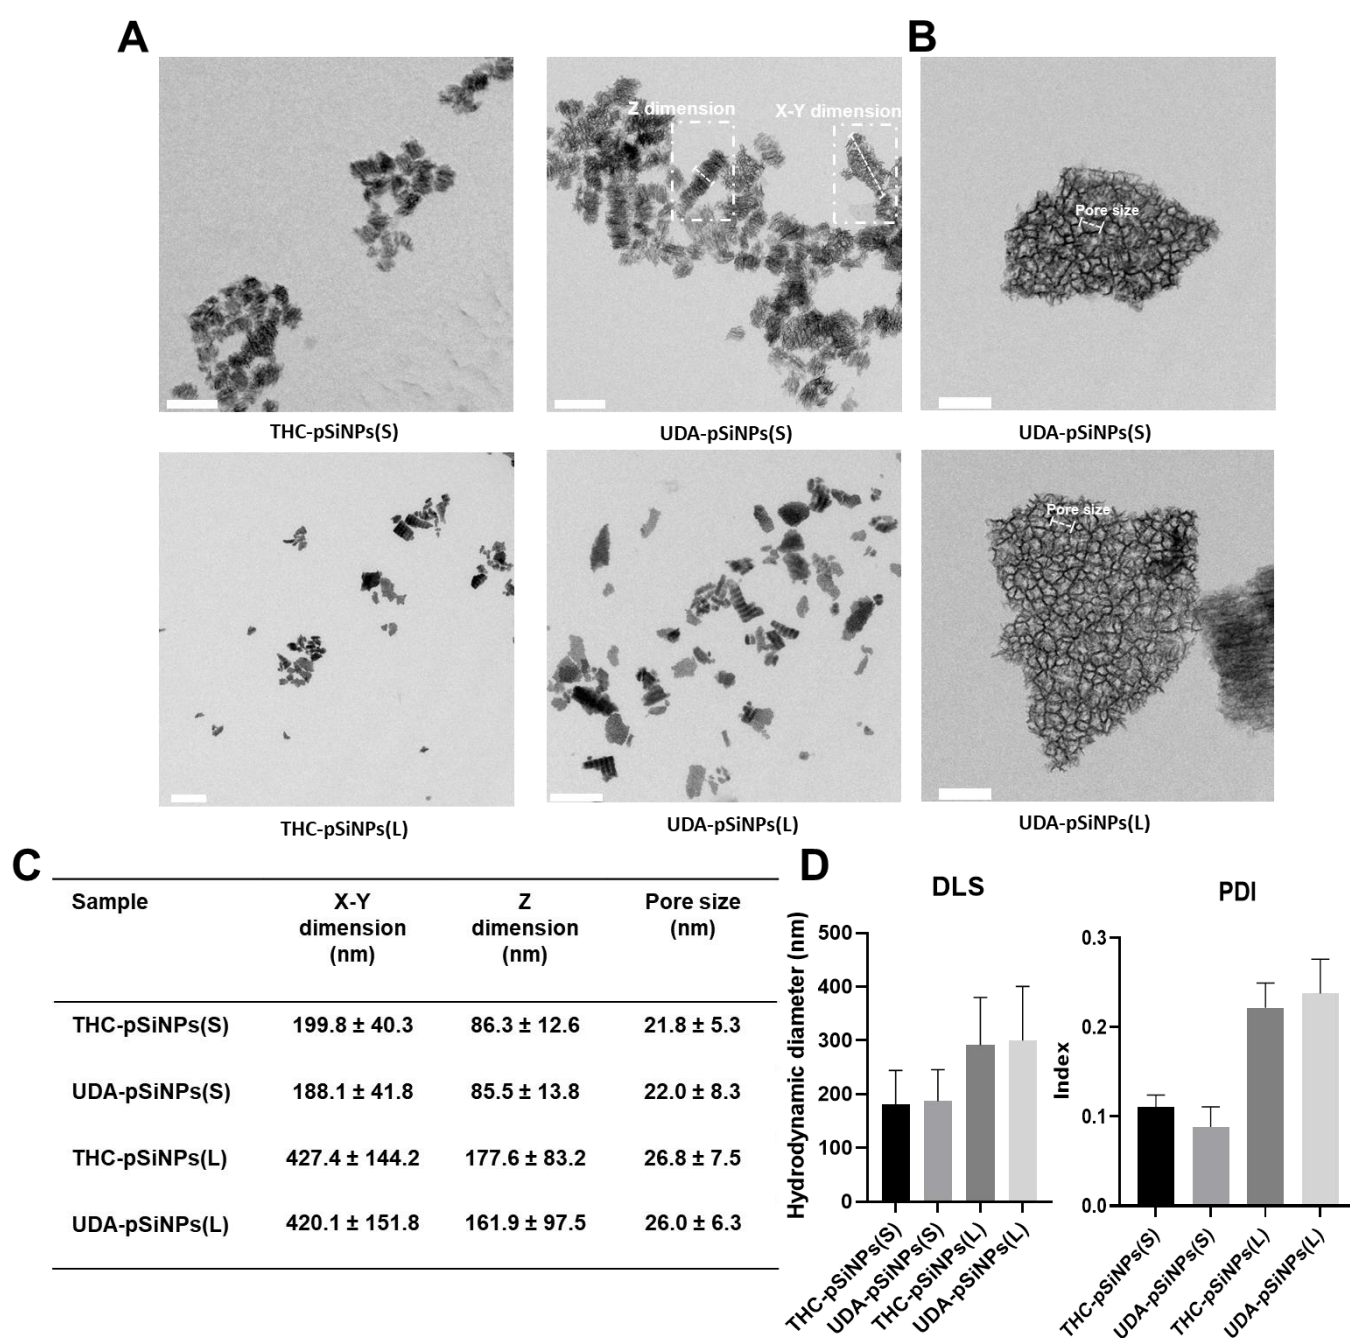 A
B
Z dimension
X-Y dimension
Pore size
THC-pSiNPs(S)
UDA-pSiNPs(S)
UDA-pSiNPs(S)
Pore size
THC-pSiNPs(L)
UDA-pSiNPs(L)
UDA-pSiNPs(L)
C
Sample
X-Y
dimension
(nm)
Z
dimension
(nm)
Pore size
(nm)
THC-pSiNPs(S) 199.8 ± 40.3 86.3 ± 12.6 21.8 ± 5.3
UDA-pSiNPs(S) 188.1 ± 41.8 85.5 ± 13.8 22.0 ± 8.3
THC-pSiNPs(L) 427.4 ± 144.2 177.6 ± 83.2 26.8 ± 7.5
UDA-pSiNPs(L) 420.1 ± 151.8 161.9 ± 97.5 26.0 ± 6.3
D
DLS
Hydrodynamic diameter (nm)
500
400
300
200
100
0
THC-pSiNPs(S)
UDA-pSiNPs(S)
THC-pSiNPs(L)
UDA-pSiNPs(L)
PDI
Index
0.3
0.2
0.1
0.0
THC-pSiNPs(S)
UDA-pSiNPs(S)
THC-pSiNPs(L)
UDA-pSiNPs(L)